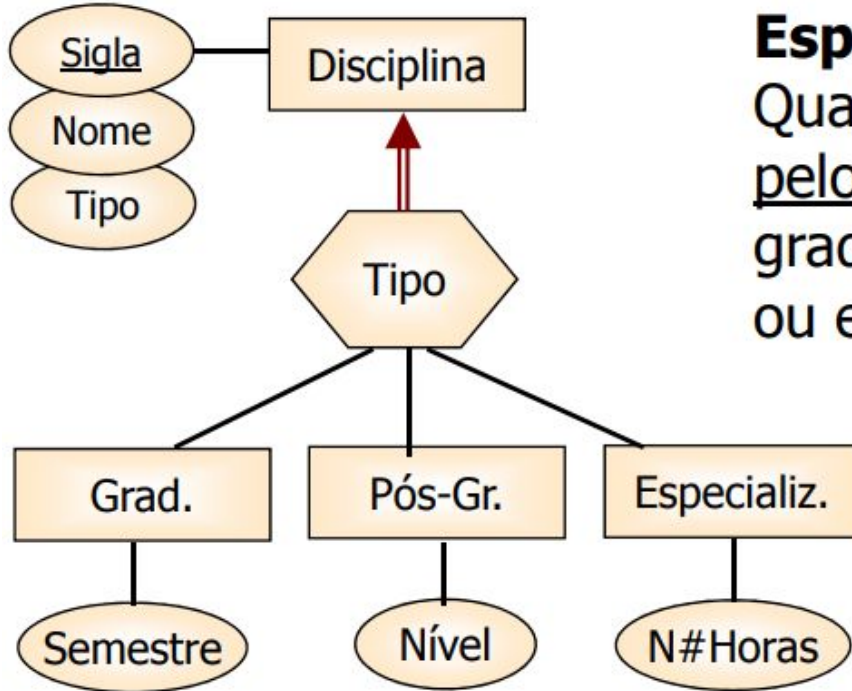 Sigla
Disciplina
Nome
Tipo
Tipo
Grad.
Pós-Gr.
Especializ.
Semestre
Nível
N#Horas
Esp
Qua
pelo
grad
ou e